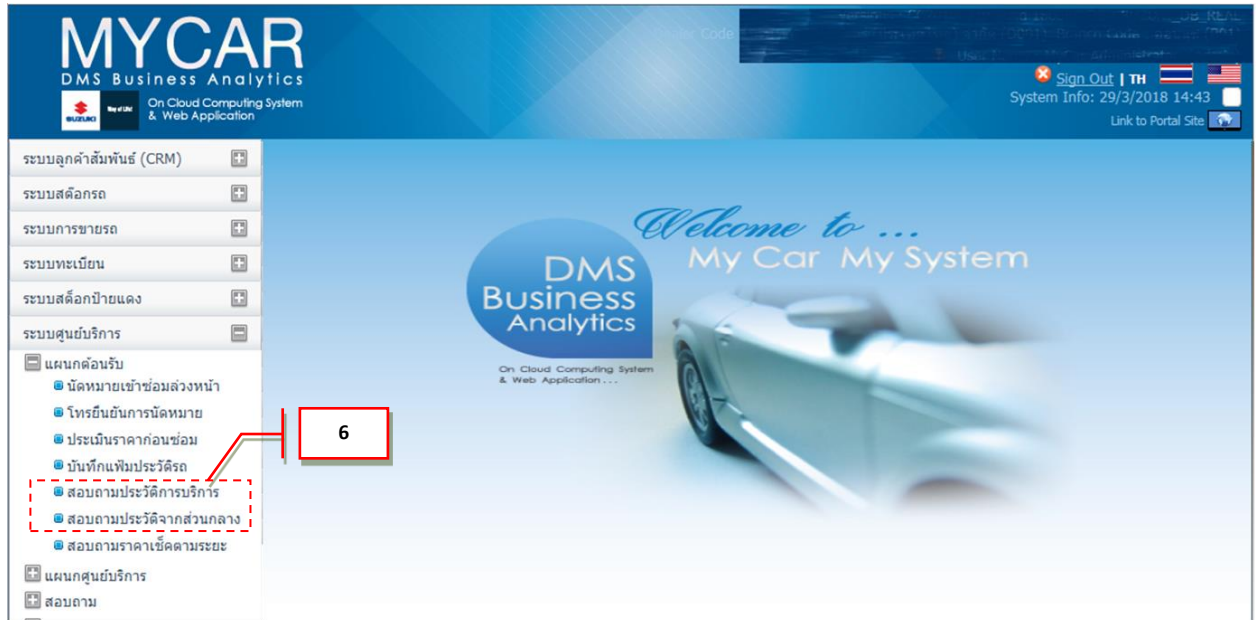 MYCAR
DMS Business Analytics
SUZUKI Way of Life!
On Cloud Computing System
& Web Application
Sign Out | TH
System Info: 29/3/2018 14:43
Link to Portal Site
ระบบลูกค้าสัมพันธ์ (CRM)
ระบบสต๊อกรถ
ระบบการขายรถ
ระบบทะเบียน
ระบบสต็อกป้ายแดง
ระบบศูนย์บริการ
แผนกต้อนรับ
นัดหมายเข้าซ่อมล่วงหน้า
โทรยืนยันการนัดหมาย
ประเมินราคาก่อนซ่อม
บันทึกแฟ้มประวัติรถ
สอบถามประวัติการบริการ
สอบถามประวัติจากส่วนกลาง
สอบถามราคาเช็คตามระยะ
แผนกศูนย์บริการ
สอบถาม
6
Welcome to ...
My Car My System
DMS
Business
Analytics
On Cloud Computing System
& Web Application . . .